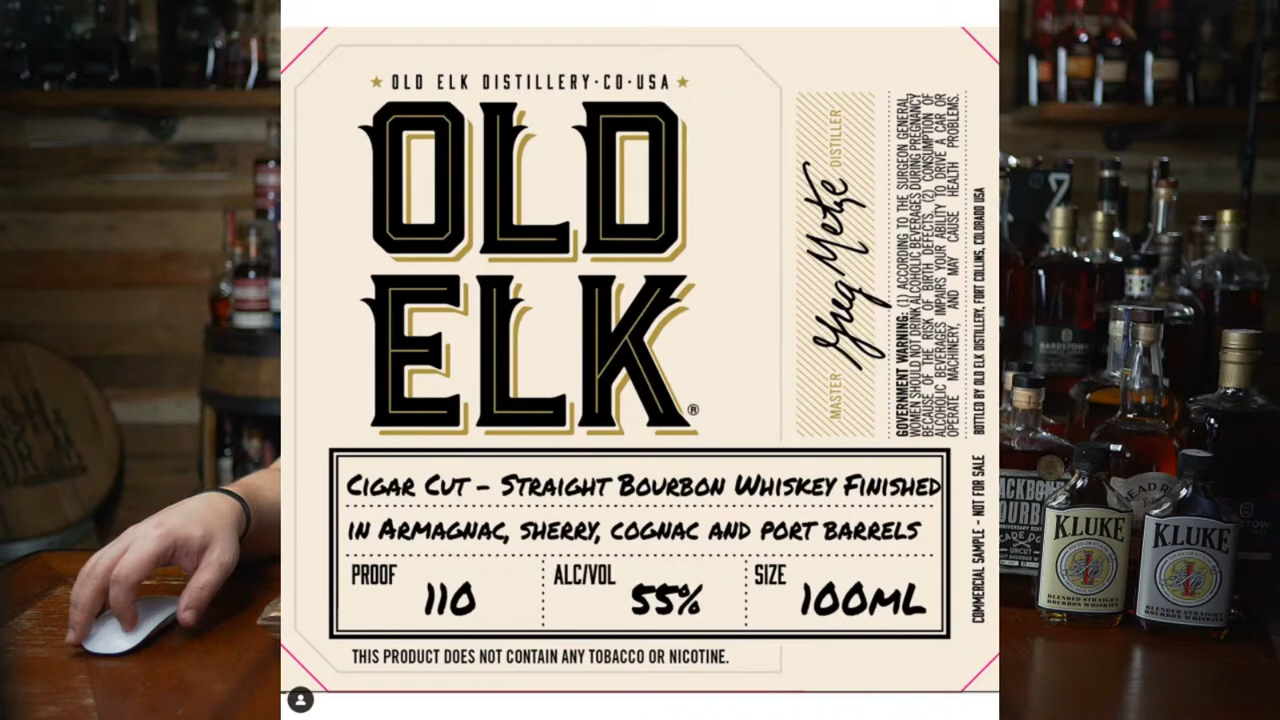 ★ OLD ELK DISTILLERY·CO·USA ★
OLD
ELK®
CIGAR CUT – STRAIGHT BOURBON WHISKEY FINISHED
IN ARMAGNAC, SHERRY, COGNAC AND PORT BARRELS
PROOF 110
ALC/VOL 55%
SIZE 100ML
THIS PRODUCT DOES NOT CONTAIN ANY TOBACCO OR NICOTINE.
MASTER Greg Metze DISTILLER
GOVERNMENT WARNING: (1) ACCORDING TO THE SURGEON GENERAL,
WOMEN SHOULD NOT DRINK ALCOHOLIC BEVERAGES DURING PREGNANCY
BECAUSE OF THE RISK OF BIRTH DEFECTS. (2) CONSUMPTION OF
ALCOHOLIC BEVERAGES IMPAIRS YOUR ABILITY TO DRIVE A CAR OR
OPERATE MACHINERY, AND MAY CAUSE HEALTH PROBLEMS.
COMMERCIAL SAMPLE – NOT FOR SALE
BOTTLED BY OLD ELK DISTILLERY, FORT COLLINS, COLORADO USA
KLUKE
BLENDED STRAIGHT
BOURBON WHISKIES
KLUKE
BLENDED STRAIGHT
BOURBON WHISKIES